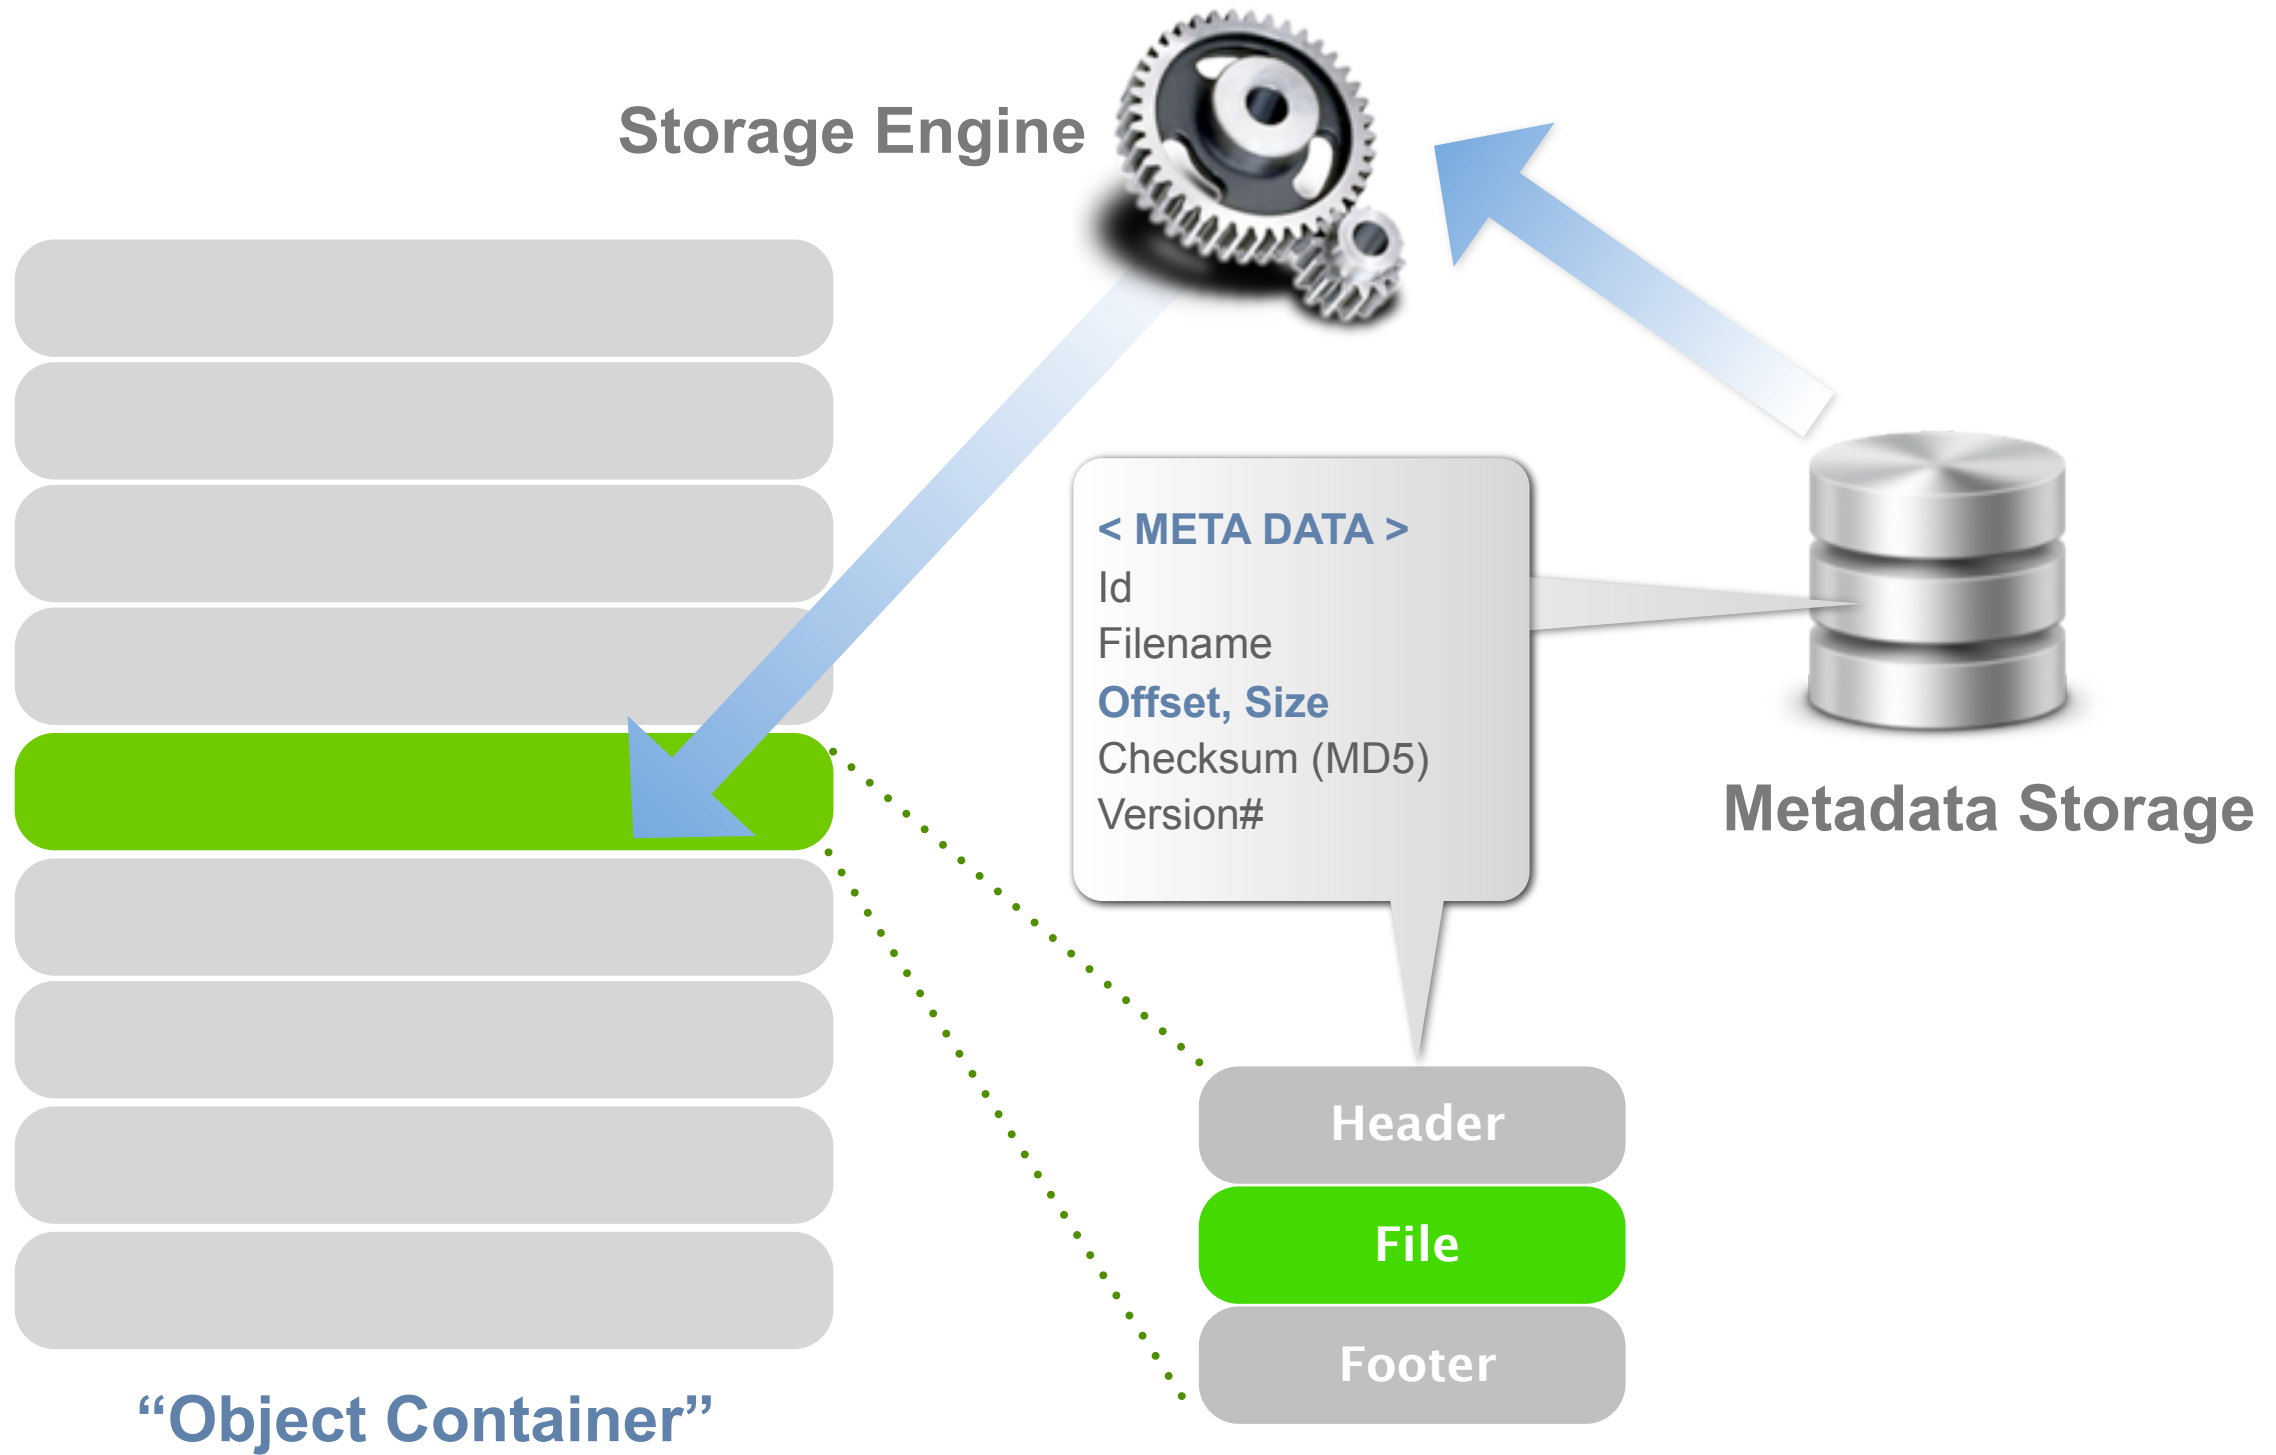 Storage Engine
< META DATA >
Id
Filename
Offset, Size
Checksum (MD5)
Version#
Metadata Storage
Header
File
Footer
“Object Container”